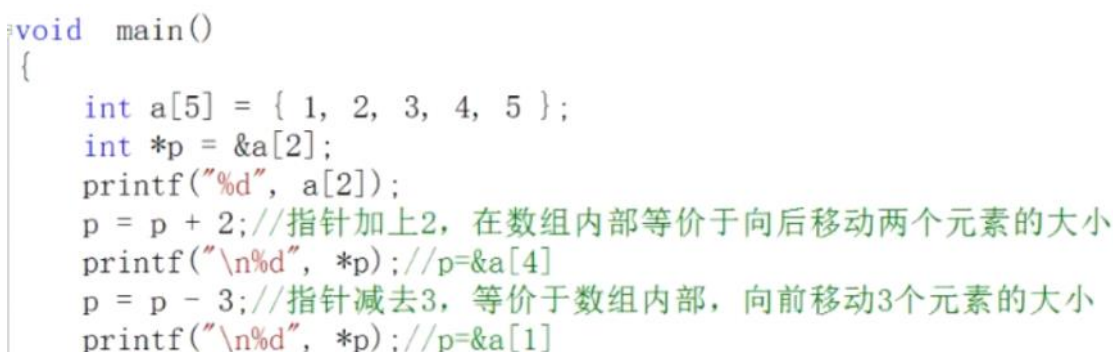 void main()
{
int a[5] = { 1, 2, 3, 4, 5 };
int *p = &a[2];
printf("%d", a[2]);
p = p + 2;//指针加上2，在数组内部等价于向后移动两个元素的大小
printf("\n%d", *p);//p=&a[4]
p = p - 3;//指针减去3，等价于数组内部，向前移动3个元素的大小
printf("\n%d", *p);//p=&a[1]